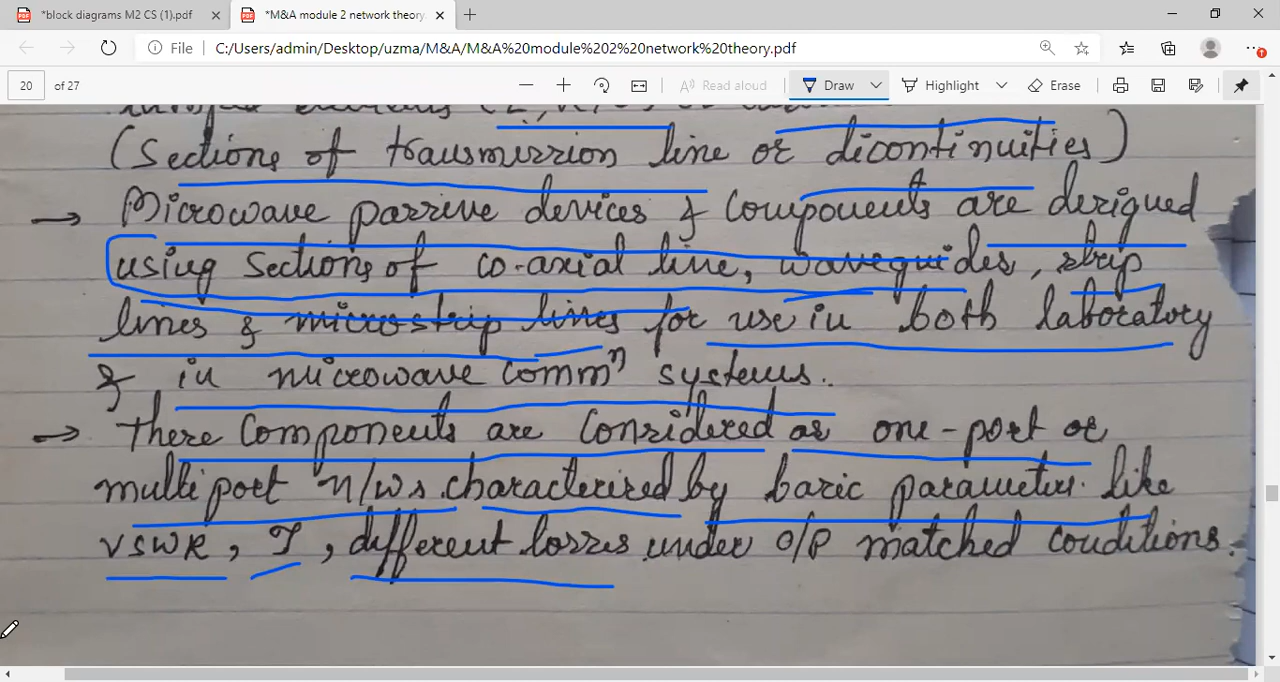 *block diagrams M2 CS (1).pdf
*M&A module 2 network theory.
File C:/Users/admin/Desktop/uzma/M&A/M&A%20module%202%20network%20theory.pdf
20 of 27 Read aloud Draw Highlight Erase
(Sections of transmission line or dicontinuities)
→ Microwave passive devices & Components are designed
using sections of co-axial line, waveguides, strip
lines & microstrip lines for use in both laboratory
& in microwave commⁿ systems.
→ These Components are Considered as one-port or
multiport n/ws characterised by basic parameters like
VSWR, T, different losses under O/P matched conditions.